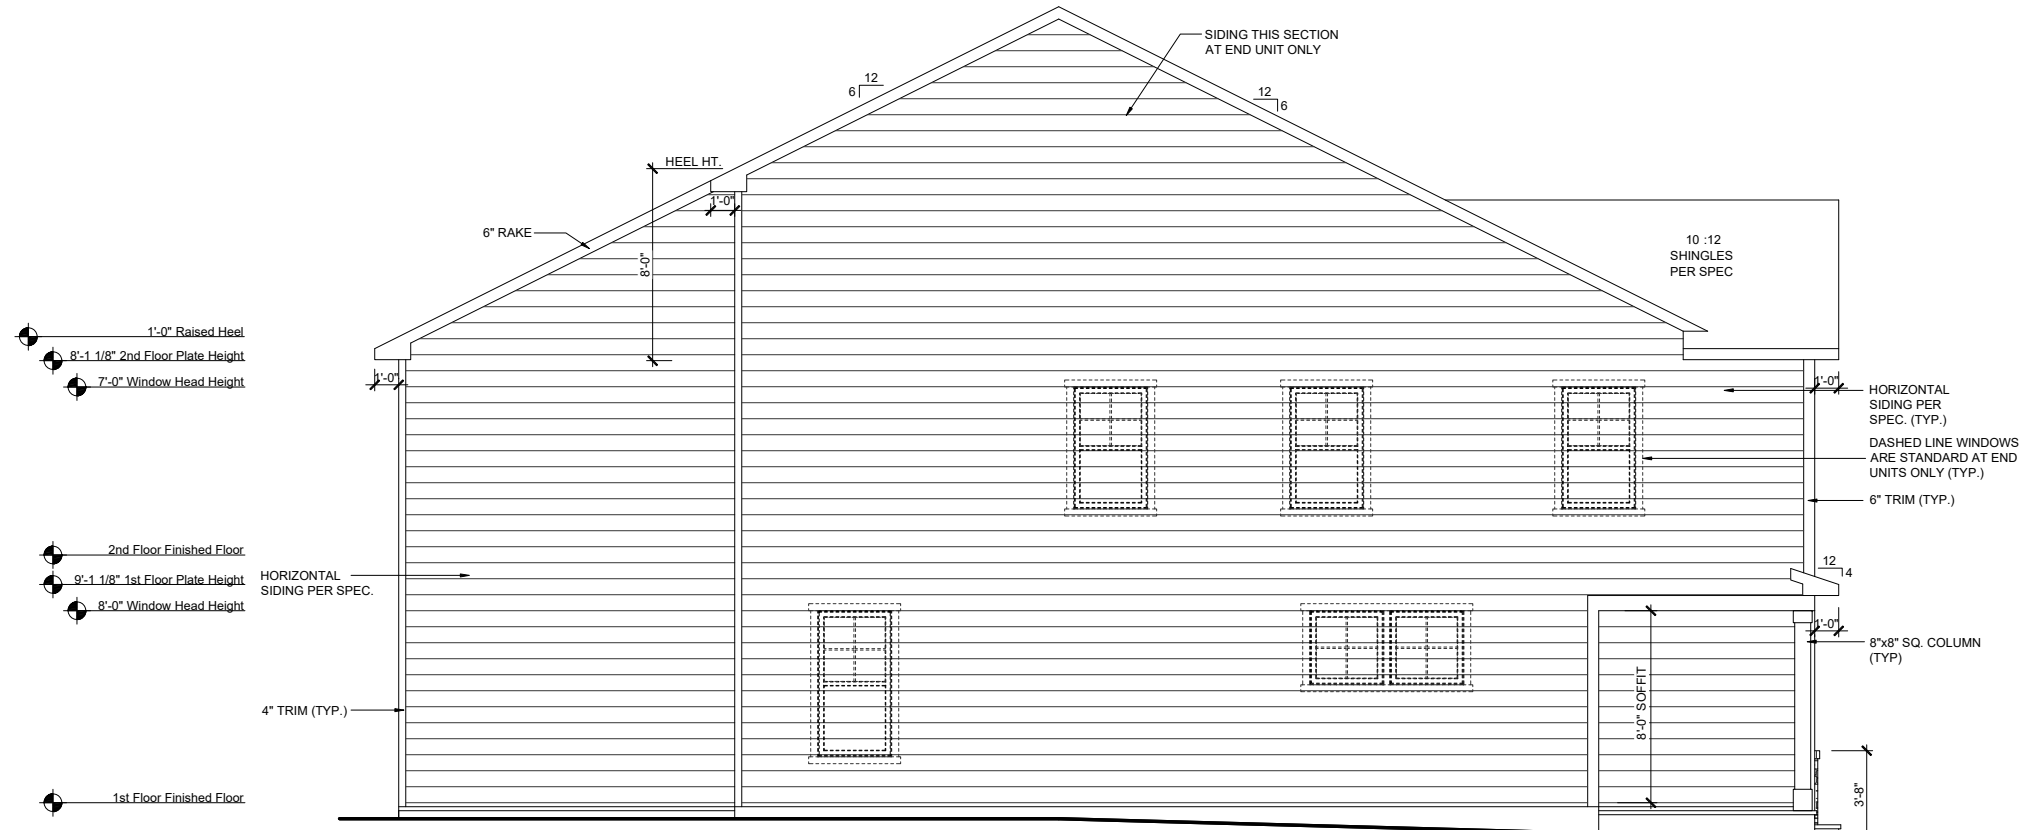 SIDING THIS SECTION
AT END UNIT ONLY
12
6
12
6
HEEL HT.
1'-0"
6" RAKE
8'-0"
10 :12
SHINGLES
PER SPEC
1'-0" Raised Heel
8'-1 1/8" 2nd Floor Plate Height
7'-0" Window Head Height
1'-0"
1'-0"
HORIZONTAL
SIDING PER
SPEC. (TYP.)
DASHED LINE WINDOWS
ARE STANDARD AT END
UNITS ONLY (TYP.)
6" TRIM (TYP.)
2nd Floor Finished Floor
9'-1 1/8" 1st Floor Plate Height
8'-0" Window Head Height
HORIZONTAL
SIDING PER SPEC.
12
4
1'-0"
8"x8" SQ. COLUMN
(TYP)
8'-0" SOFFIT
4" TRIM (TYP.)
3'-8"
1st Floor Finished Floor